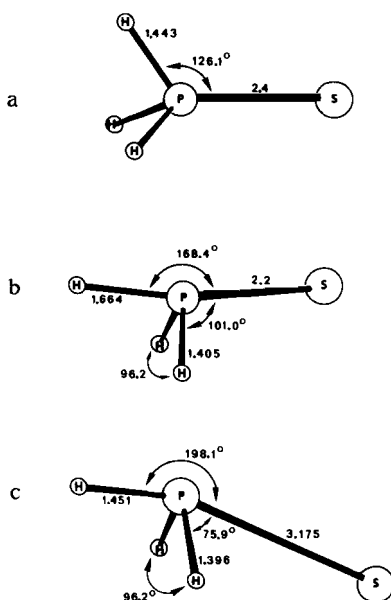 H
1,443
126.1°
a
P
2.4
S
H
H
168.4°
b
H
1.664
P
2.2
S
101.0°
H
1.405
96.2
H
c
198.1°
H
1.451
P
75.9°
3.175
H
1.396
96.2°
H
S